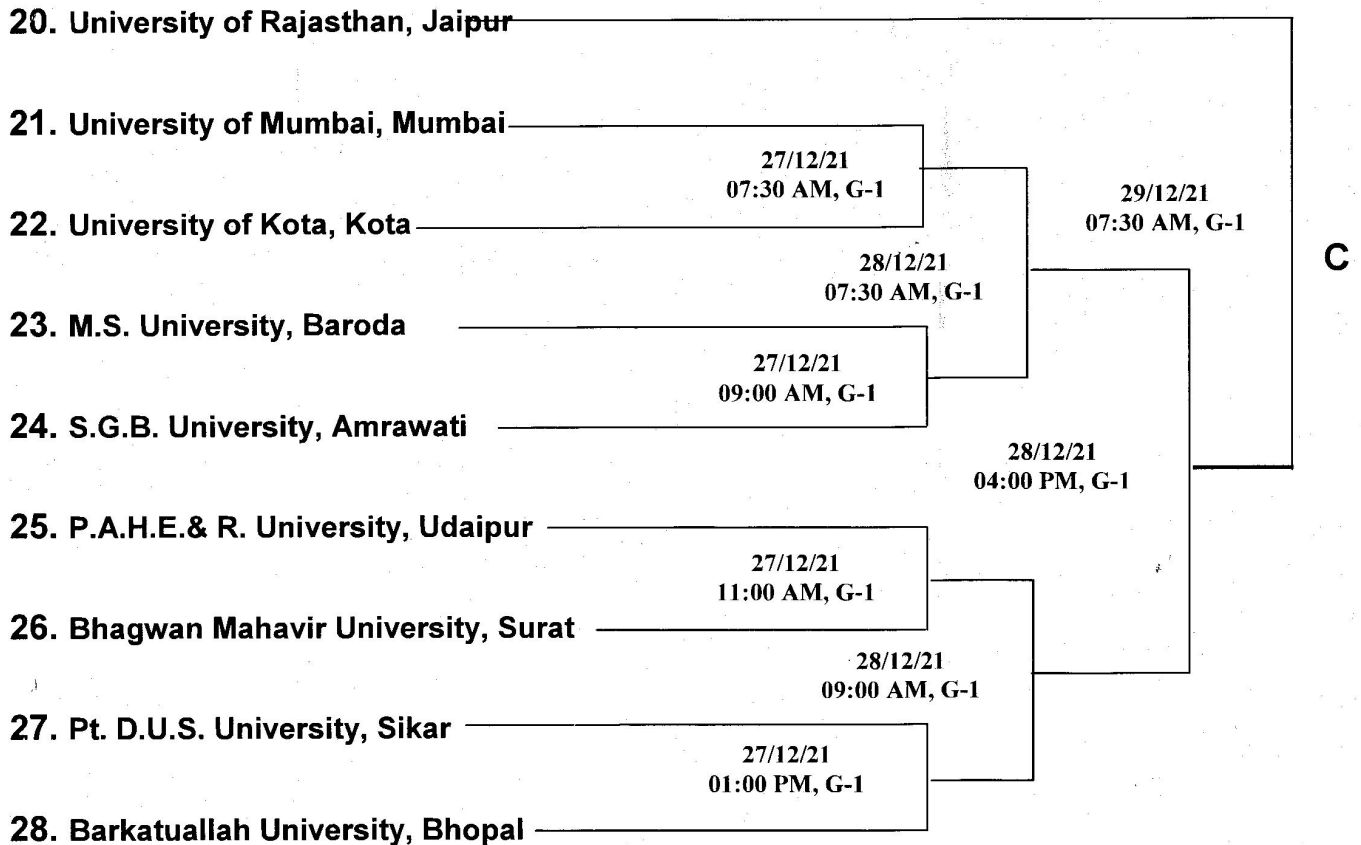 20. University of Rajasthan, Jaipur
21. University of Mumbai, Mumbai
27/12/21
07:30 AM, G-1
29/12/21
07:30 AM, G-1
22. University of Kota, Kota
28/12/21
07:30 AM, G-1
C
23. M.S. University, Baroda
27/12/21
09:00 AM, G-1
24. S.G.B. University, Amrawati
28/12/21
04:00 PM, G-1
25. P.A.H.E.& R. University, Udaipur
27/12/21
11:00 AM, G-1
26. Bhagwan Mahavir University, Surat
28/12/21
09:00 AM, G-1
27. Pt. D.U.S. University, Sikar
27/12/21
01:00 PM, G-1
28. Barkatuallah University, Bhopal